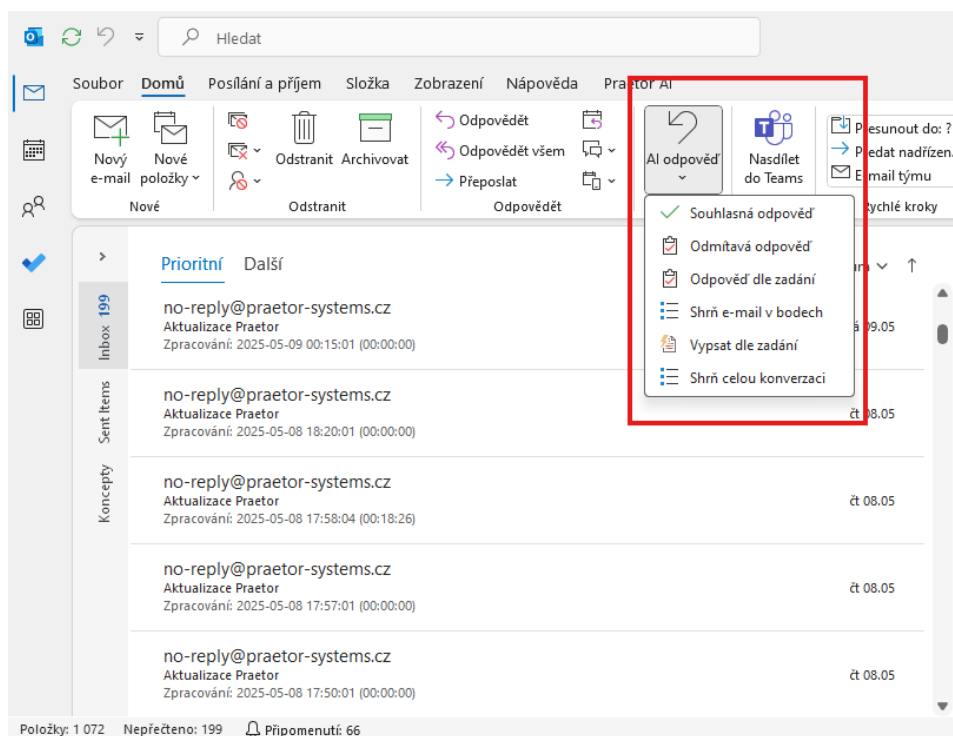 Hledat
Soubor Domů Posílání a příjem Složka Zobrazení Nápověda Praetor AI
Nový e-mail
Nové položky
Nové
Odstranit
Archivovat
Odstranit
Odpovědět
Odpovědět všem
Přeposlat
Odpovědět
AI odpověď
Nasdílet do Teams
Přesunout do: ?
Předat nadřízen.
E-mail týmu
Rychlé kroky
Souhlasná odpověď
Odmítavá odpověď
Odpověď dle zadání
Shrň e-mail v bodech
Vypsat dle zadání
Shrň celou konverzaci
Inbox 199
Sent Items
Koncepty
Prioritní Další
no-reply@praetor-systems.cz
Aktualizace Praetor
Zpracování: 2025-05-09 00:15:01 (00:00:00)
09.05
no-reply@praetor-systems.cz
Aktualizace Praetor
Zpracování: 2025-05-08 18:20:01 (00:00:00)
čt 08.05
no-reply@praetor-systems.cz
Aktualizace Praetor
Zpracování: 2025-05-08 17:58:04 (00:18:26)
čt 08.05
no-reply@praetor-systems.cz
Aktualizace Praetor
Zpracování: 2025-05-08 17:57:01 (00:00:00)
čt 08.05
no-reply@praetor-systems.cz
Aktualizace Praetor
Zpracování: 2025-05-08 17:50:01 (00:00:00)
čt 08.05
Položky: 1 072 Nepřečteno: 199 Připomenutí: 66